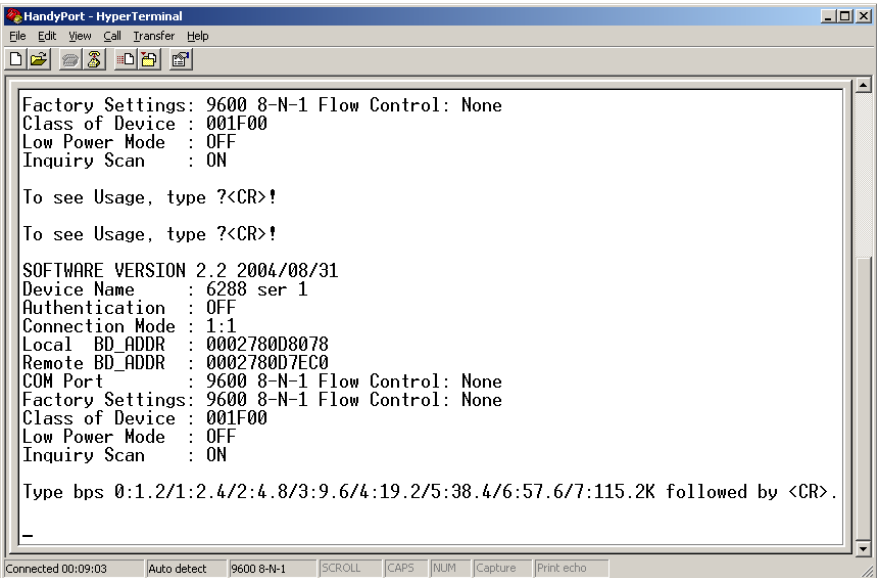 HandyPort - HyperTerminal
File Edit View Call Transfer Help
Factory Settings: 9600 8-N-1 Flow Control: None
Class of Device : 001F00
Low Power Mode : OFF
Inquiry Scan : ON
To see Usage, type ?<CR>!
To see Usage, type ?<CR>!
SOFTWARE VERSION 2.2 2004/08/31
Device Name : 6288 ser 1
Authentication : OFF
Connection Mode : 1:1
Local BD_ADDR : 0002780D8078
Remote BD_ADDR : 0002780D7EC0
COM Port : 9600 8-N-1 Flow Control: None
Factory Settings: 9600 8-N-1 Flow Control: None
Class of Device : 001F00
Low Power Mode : OFF
Inquiry Scan : ON
Type bps 0:1.2/1:2.4/2:4.8/3:9.6/4:19.2/5:38.4/6:57.6/7:115.2K followed by <CR>.
_
Connected 00:09:03 Auto detect 9600 8-N-1 SCROLL CAPS NUM Capture Print echo